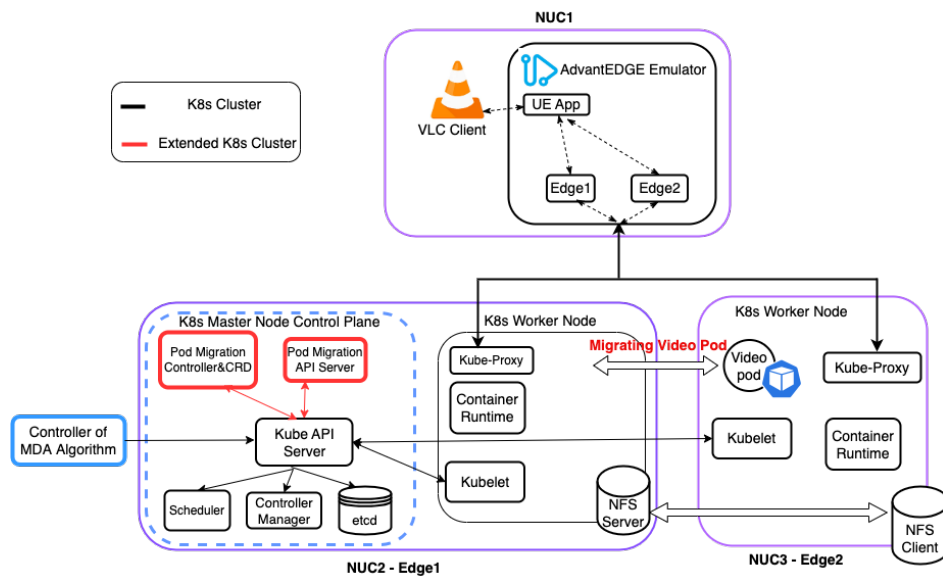 NUC1
AdvantEDGE Emulator
K8s Cluster
Extended K8s Cluster
VLC Client
UE App
Edge1
Edge2
K8s Master Node Control Plane
Pod Migration
Controller&CRD
Pod Migration
API Server
Controller of
MDA Algorithm
Kube API
Server
Scheduler
Controller
Manager
etcd
K8s Worker Node
Kube-Proxy
Container
Runtime
Kubelet
NFS
Server
NUC2 - Edge1
Migrating Video Pod
K8s Worker Node
Video
pod
Kube-Proxy
Kubelet
Container
Runtime
NFS
Client
NUC3 - Edge2